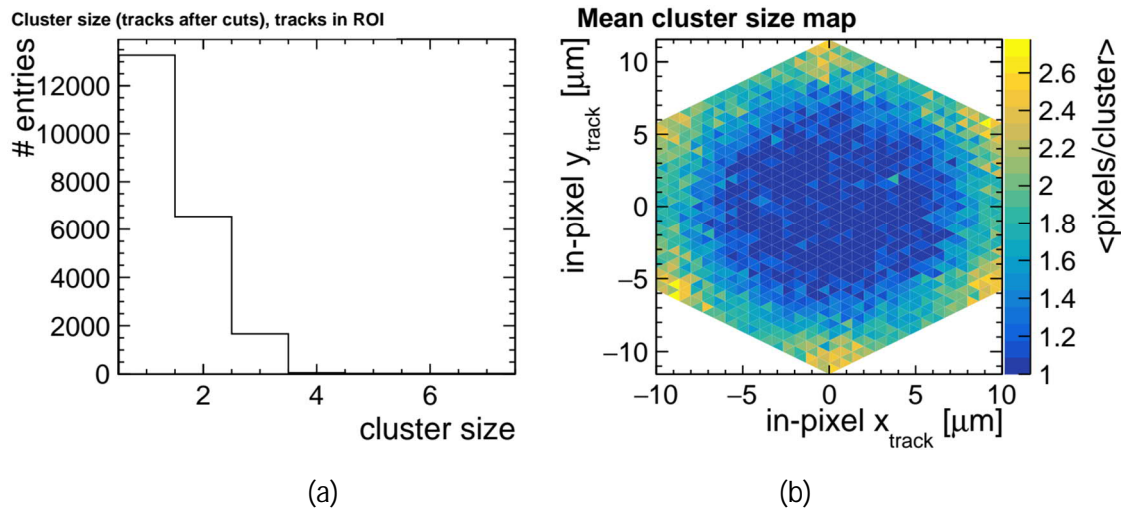 Cluster size (tracks after cuts), tracks in ROI
# entries
12000
10000
8000
6000
4000
2000
0
2 4 6
cluster size
(a)
Mean cluster size map
in-pixel y_track [μm]
10
5
0
−5
−10
−10 −5 0 5 10
in-pixel x_track [μm]
2.6
2.4
2.2
2
1.8
1.6
1.4
1.2
1
<pixels/cluster>
(b)